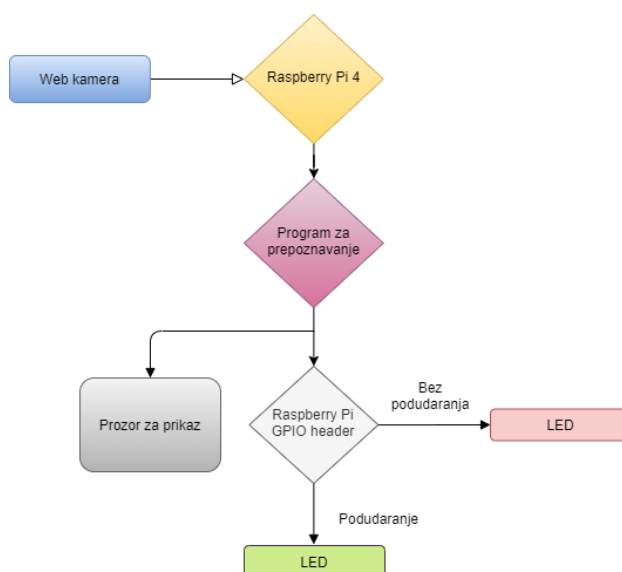 Web kamera
Raspberry Pi 4
Program za
prepoznavanje
Prozor za prikaz
Raspberry Pi
GPIO header
Bez
podudaranja
LED
Podudaranje
LED